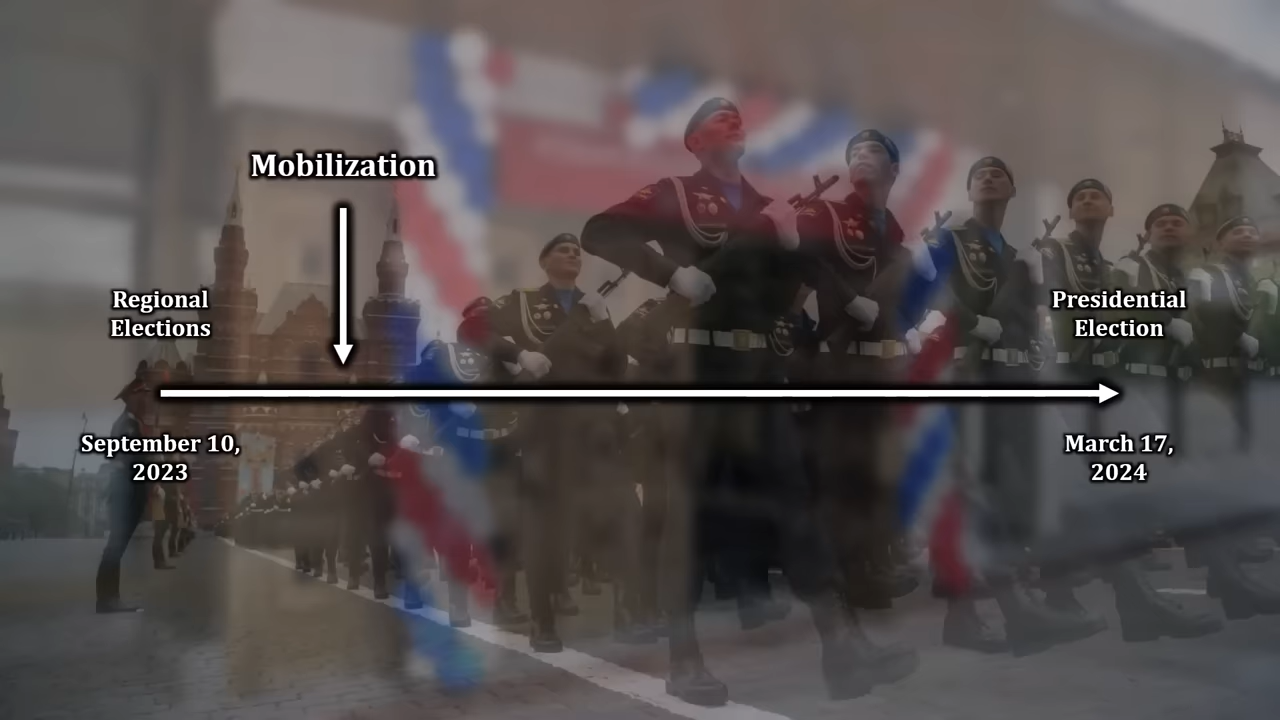 Mobilization
Regional
Elections
Presidential
Election
September 10,
2023
March 17,
2024